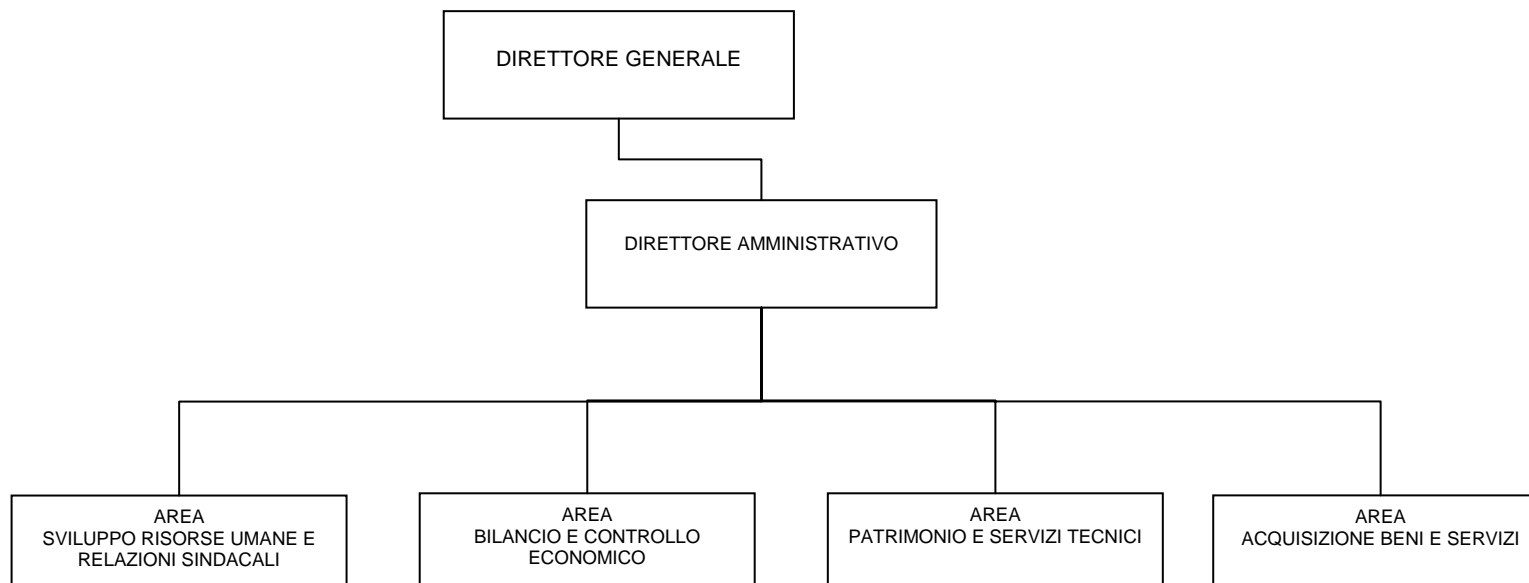 DIRETTORE GENERALE
DIRETTORE AMMINISTRATIVO
AREA
SVILUPPO RISORSE UMANE E
RELAZIONI SINDACALI
AREA
BILANCIO E CONTROLLO
ECONOMICO
AREA
PATRIMONIO E SERVIZI TECNICI
AREA
ACQUISIZIONE BENI E SERVIZI